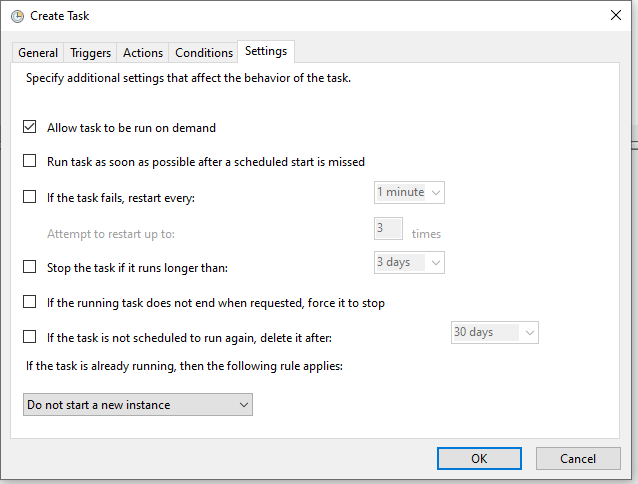 Create Task
General Triggers Actions Conditions Settings
Specify additional settings that affect the behavior of the task.
Allow task to be run on demand
Run task as soon as possible after a scheduled start is missed
If the task fails, restart every: 1 minute
Attempt to restart up to: 3 times
Stop the task if it runs longer than: 3 days
If the running task does not end when requested, force it to stop
If the task is not scheduled to run again, delete it after: 30 days
If the task is already running, then the following rule applies:
Do not start a new instance
OK Cancel